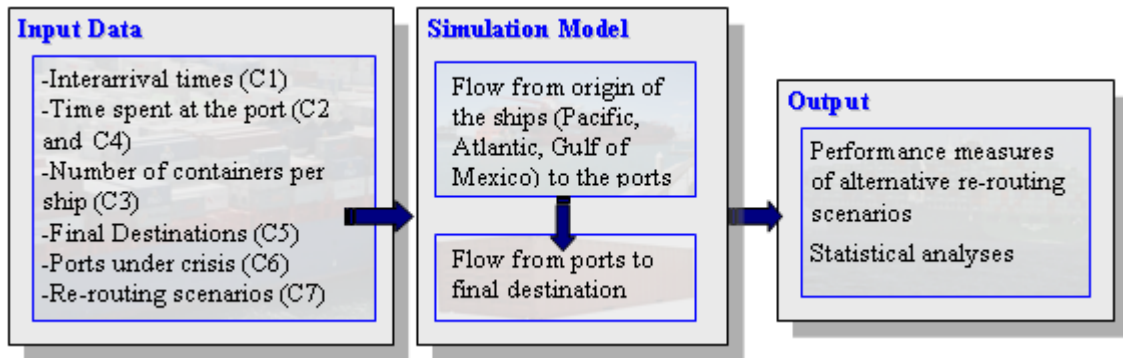 Input Data
-Interarrival times (C1)
-Time spent at the port (C2
and C4)
-Number of containers per
ship (C3)
-Final Destinations (C5)
-Ports under crisis (C6)
-Re-routing scenarios (C7)
Simulation Model
Flow from origin of
the ships (Pacific,
Atlantic, Gulf of
Mexico) to the ports
Flow from ports to
final destination
Output
Performance measures
of alternative re-routing
scenarios
Statistical analyses